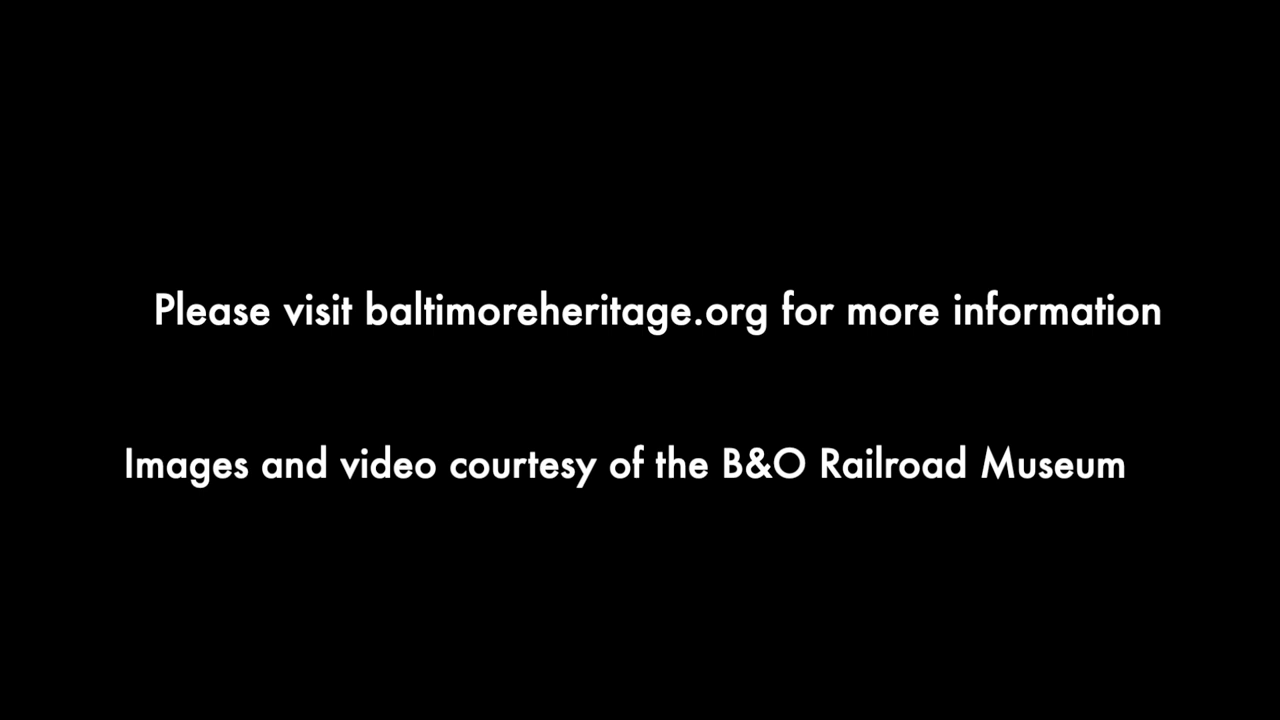 Please visit baltimoreheritage.org for more information
Images and video courtesy of the B&O Railroad Museum